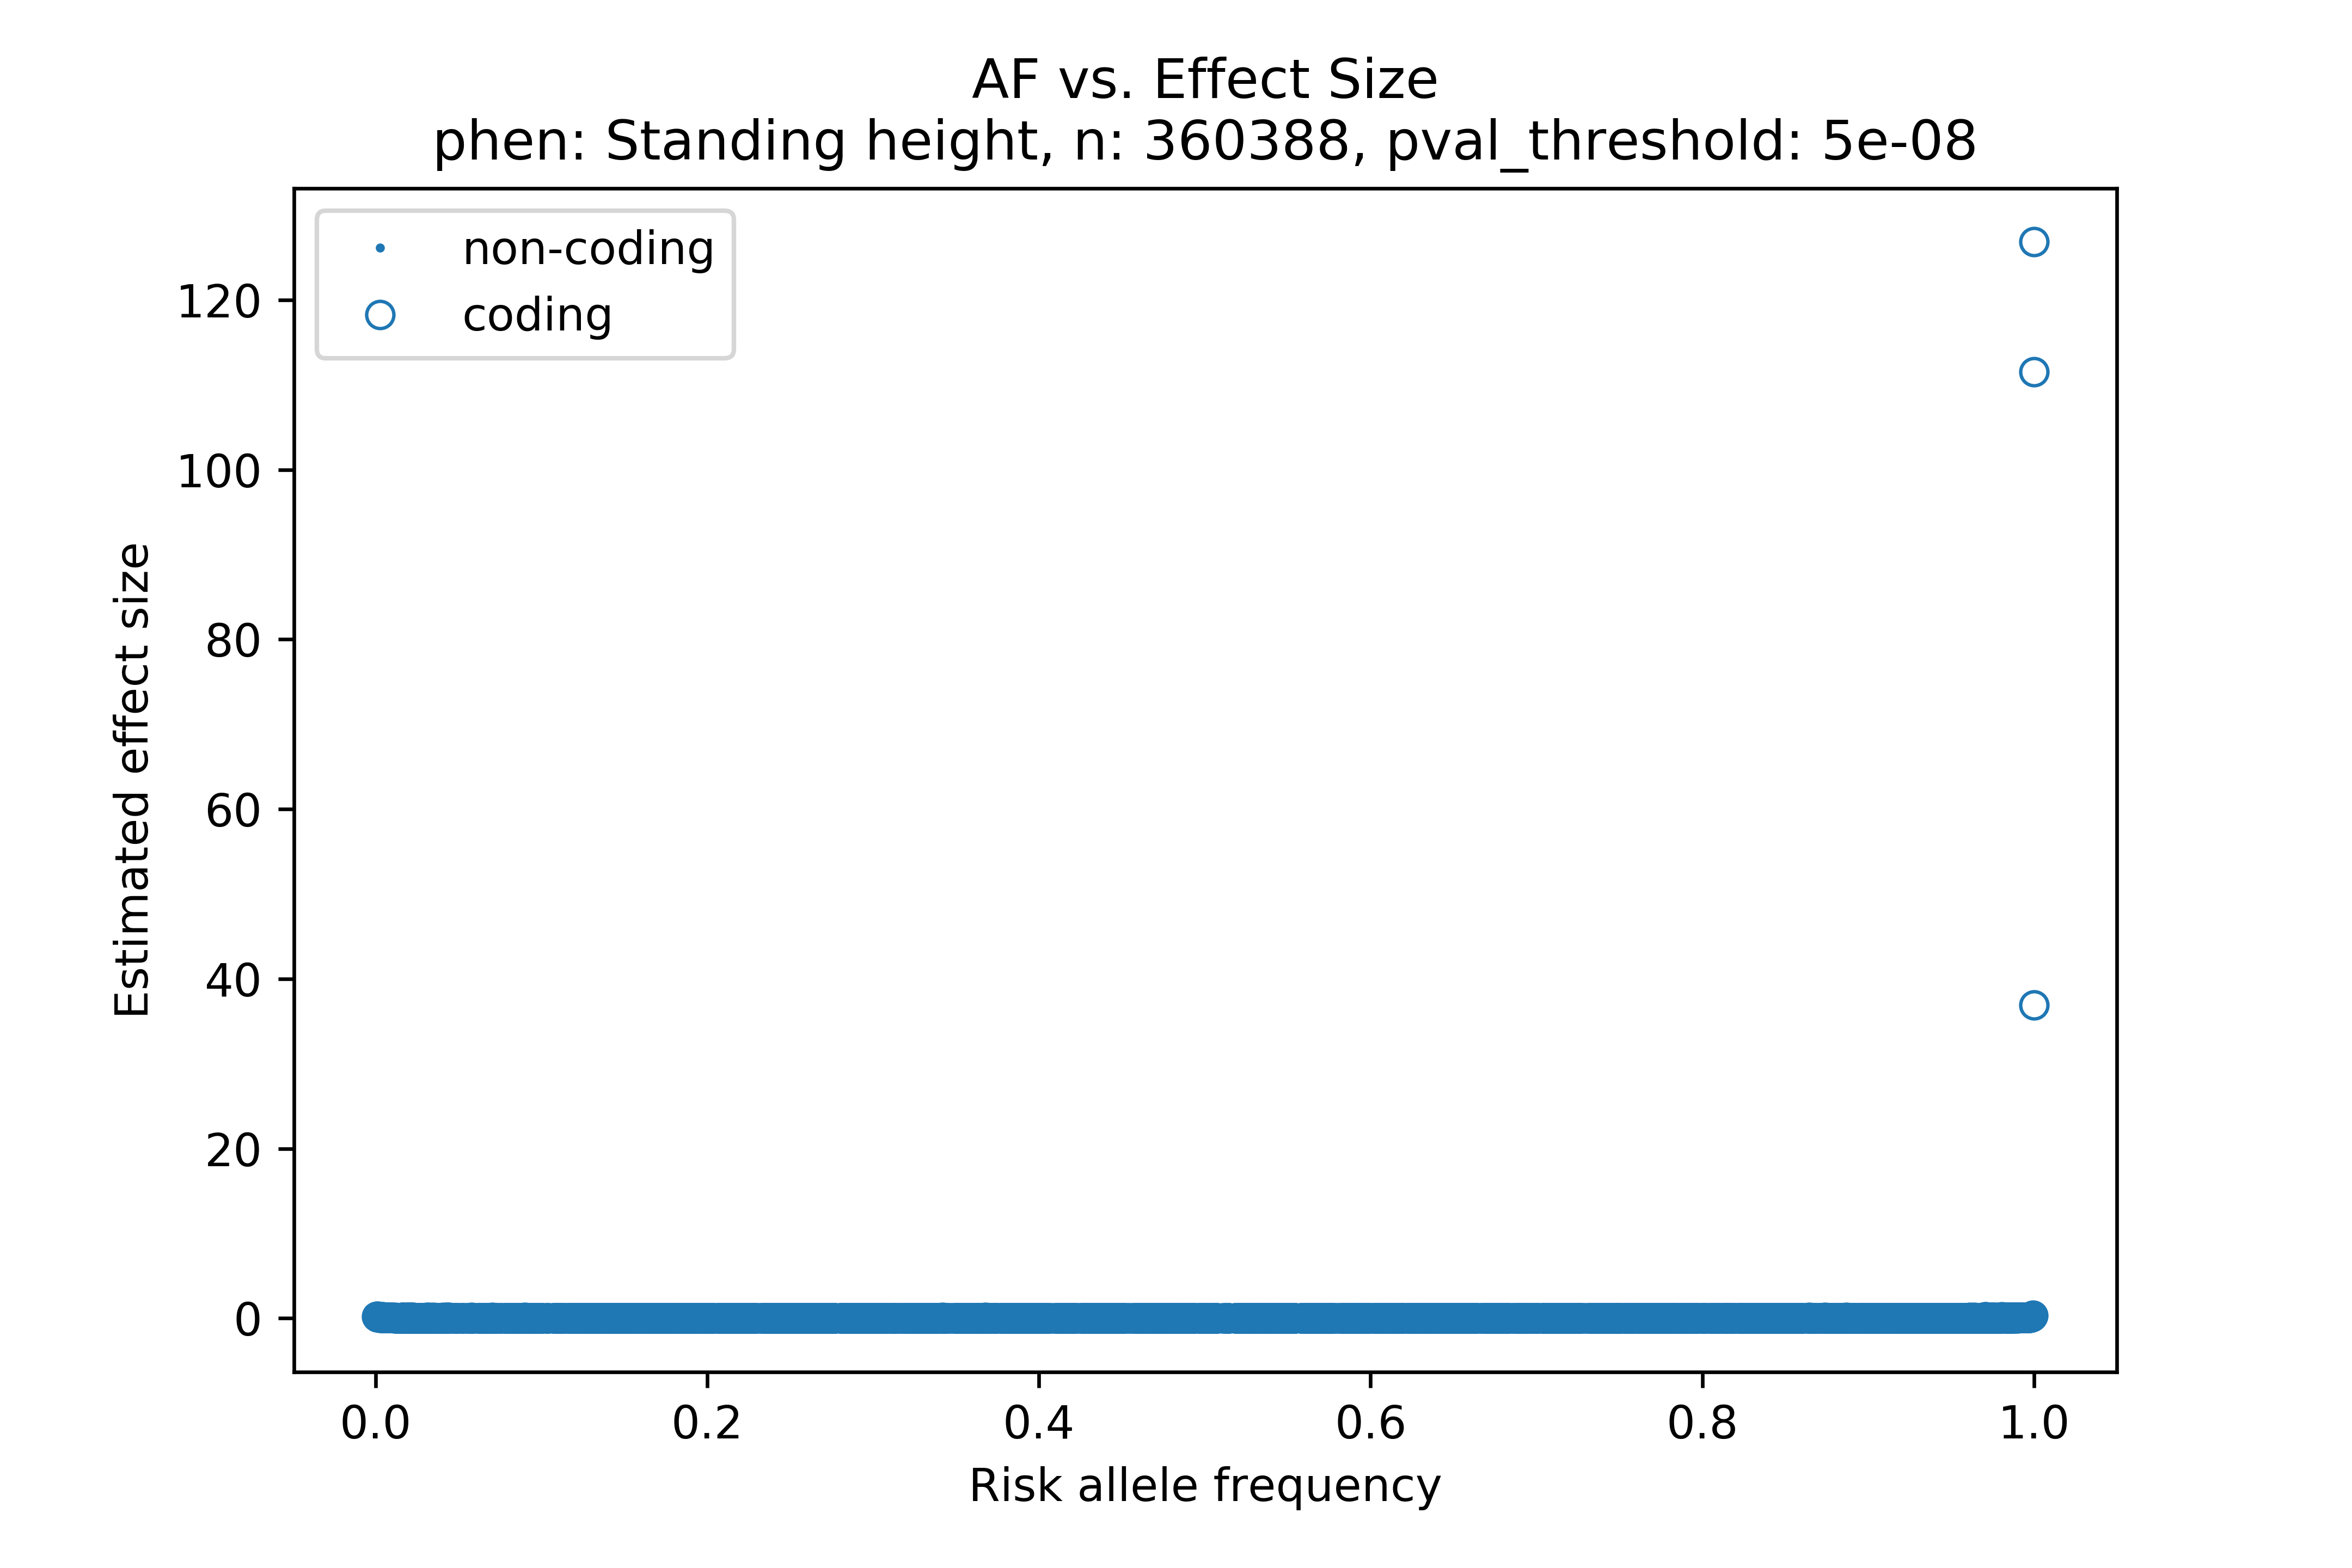 AF vs. Effect Size
phen: Standing height, n: 360388, pval_threshold: 5e-08
non-coding
coding
120
100
80
60
40
20
0
Estimated effect size
0.0 0.2 0.4 0.6 0.8 1.0
Risk allele frequency